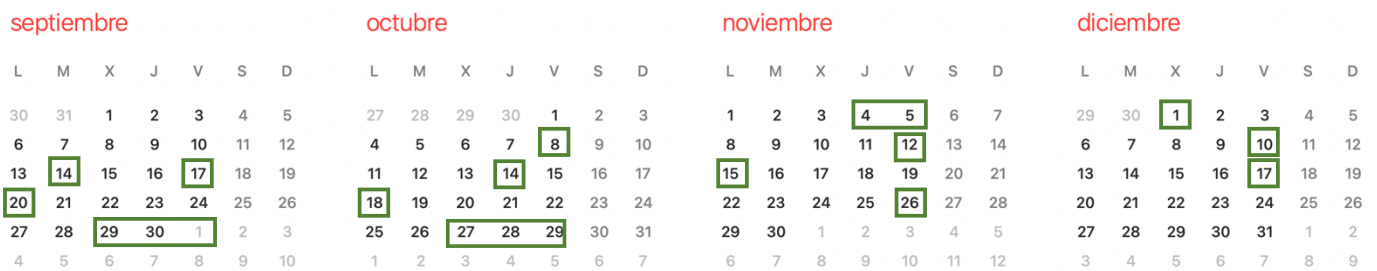 septiembre octubre noviembre diciembre
L M X J V S D L M X J V S D L M X J V S D L M X J V S D
30 31 1 2 3 4 5 27 28 29 30 1 2 3 1 2 3 4 5 6 7 29 30 1 2 3 4 5
6 7 8 9 10 11 12 4 5 6 7 8 9 10 8 9 10 11 12 13 14 6 7 8 9 10 11 12
13 14 15 16 17 18 19 11 12 13 14 15 16 17 15 16 17 18 19 20 21 13 14 15 16 17 18 19
20 21 22 23 24 25 26 18 19 20 21 22 23 24 22 23 24 25 26 27 28 20 21 22 23 24 25 26
27 28 29 30 1 2 3 25 26 27 28 29 30 31 29 30 1 2 3 4 5 27 28 29 30 31 1 2
4 5 6 7 8 9 10 1 2 3 4 5 6 7 6 7 8 9 10 11 12 3 4 5 6 7 8 9